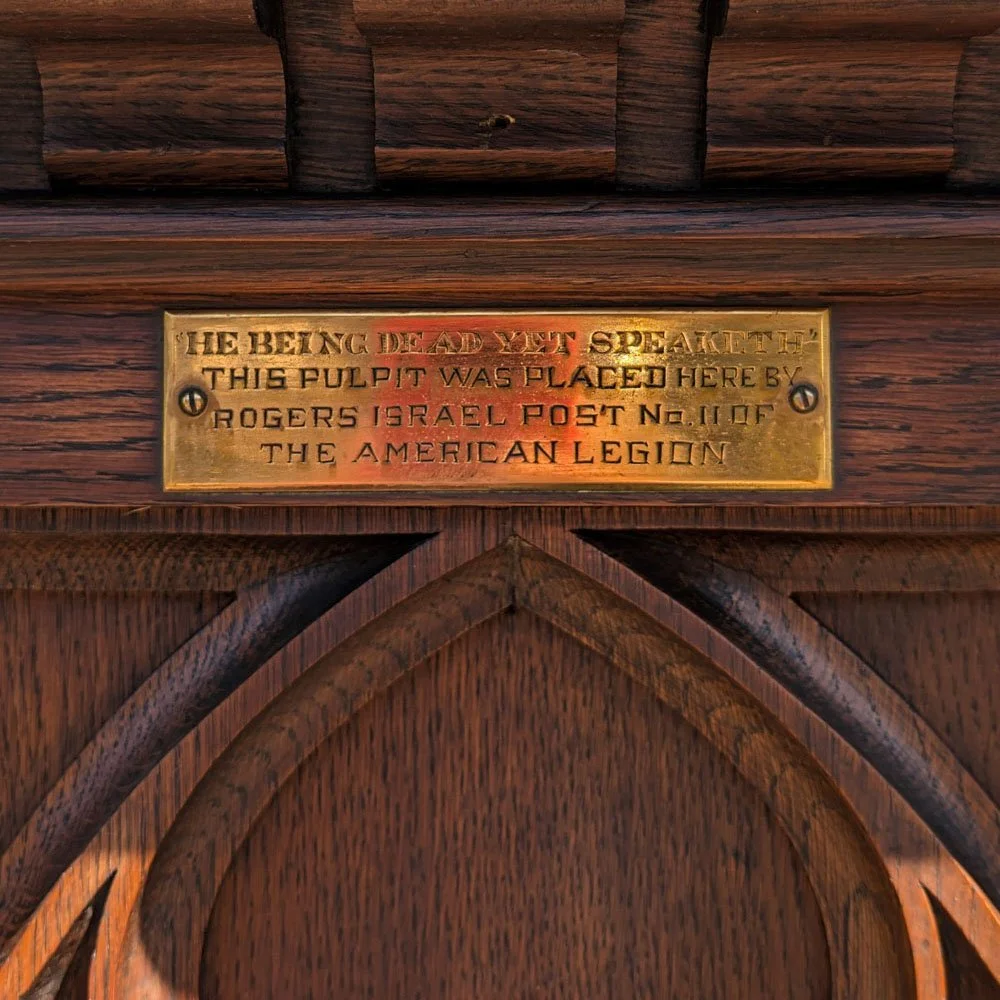 "HE BEING DEAD YET SPEAKETH"
THIS PULPIT WAS PLACED HERE BY
ROGERS ISRAEL POST No. 11 OF
THE AMERICAN LEGION